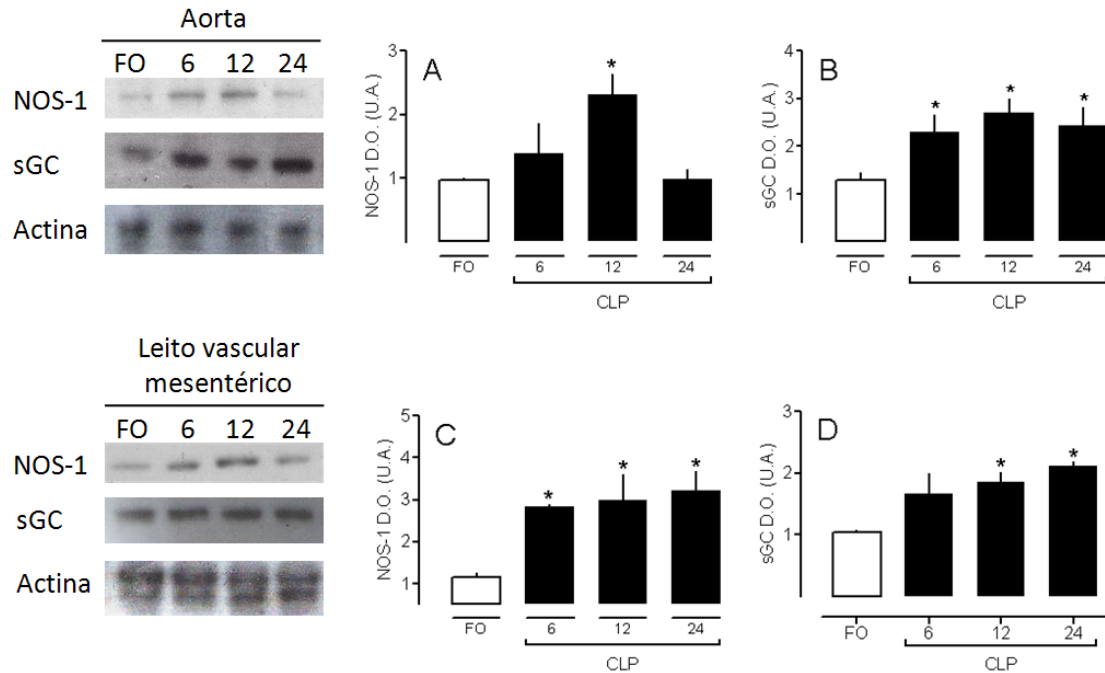 Aorta
FO 6 12 24
NOS-1
sGC
Actina
A
NOS-1 D.O. (U.A.)
3
2
1
*
FO 6 12 24
CLP
B
sGC D.O. (U.A.)
4
3
2
1
* * *
FO 6 12 24
CLP
Leito vascular
mesentérico
FO 6 12 24
NOS-1
sGC
Actina
C
NOS-1 D.O. (U.A.)
5
4
3
2
1
* * *
FO 6 12 24
CLP
D
sGC D.O. (U.A.)
3
2
1
* *
FO 6 12 24
CLP